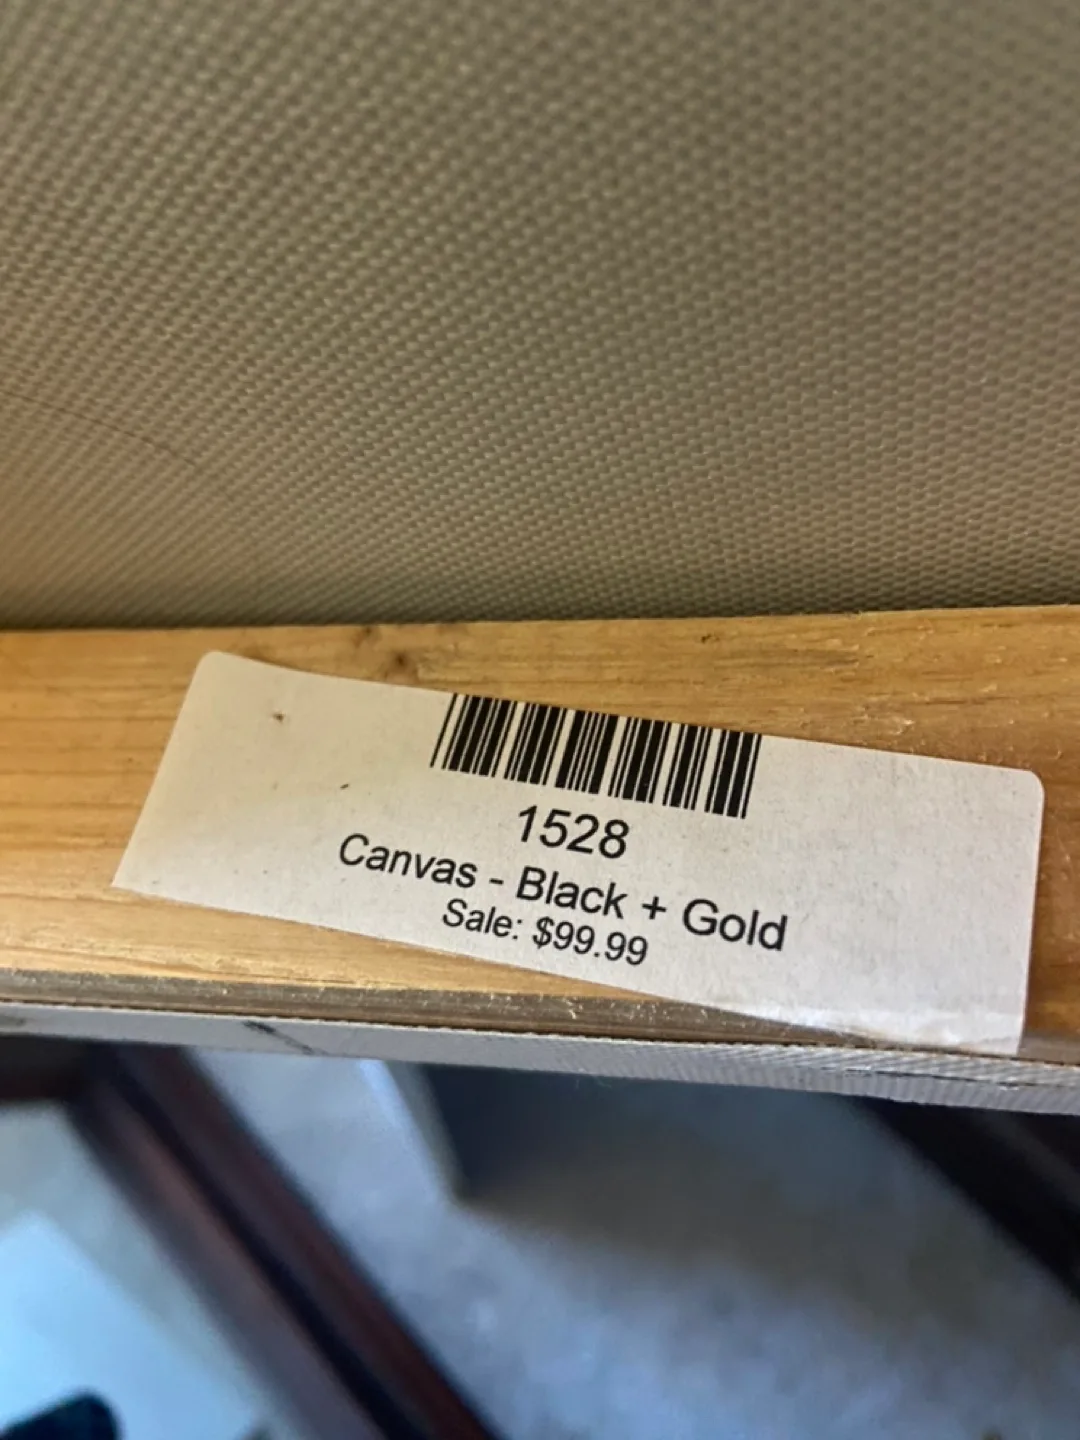 1528
Canvas - Black + Gold
Sale: $99.99